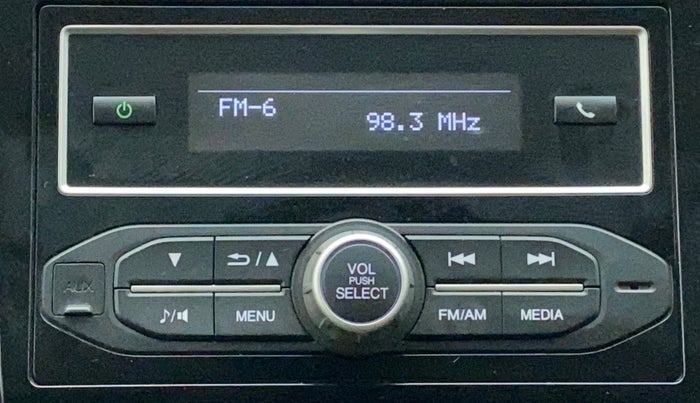 FM-6
98.3 MHz
VOL
PUSH
SELECT
AUX
MENU
FM/AM
MEDIA